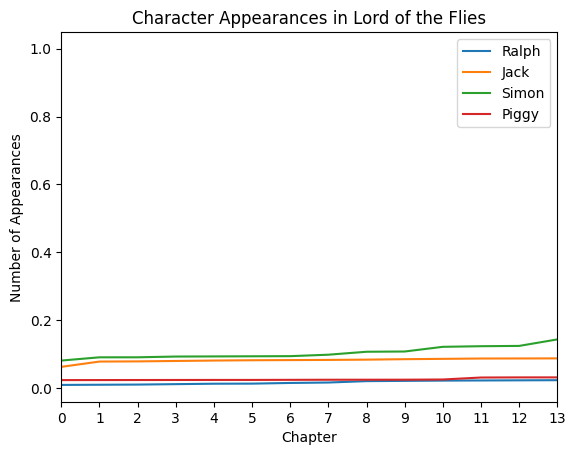 Character Appearances in Lord of the Flies
1.0
0.8
0.6
0.4
0.2
0.0
Number of Appearances
Ralph
Jack
Simon
Piggy
0 1 2 3 4 5 6 7 8 9 10 11 12 13
Chapter